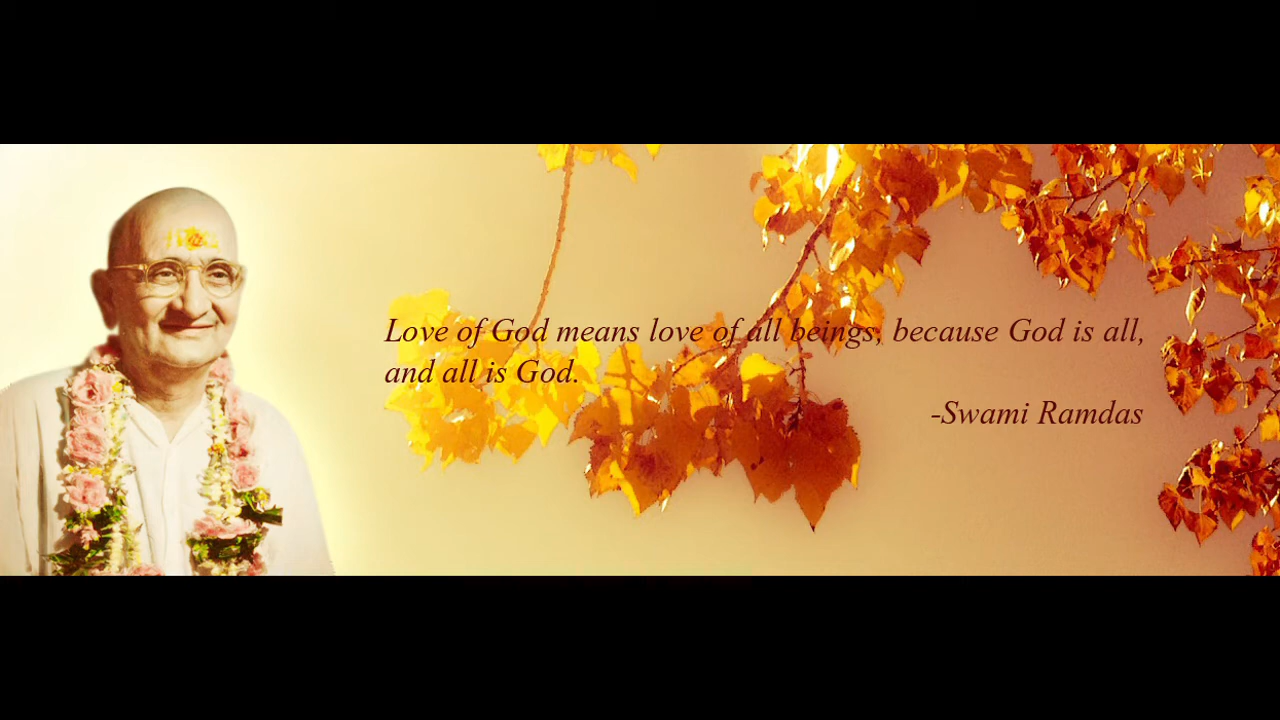 Love of God means love of all beings, because God is all,
and all is God.
-Swami Ramdas